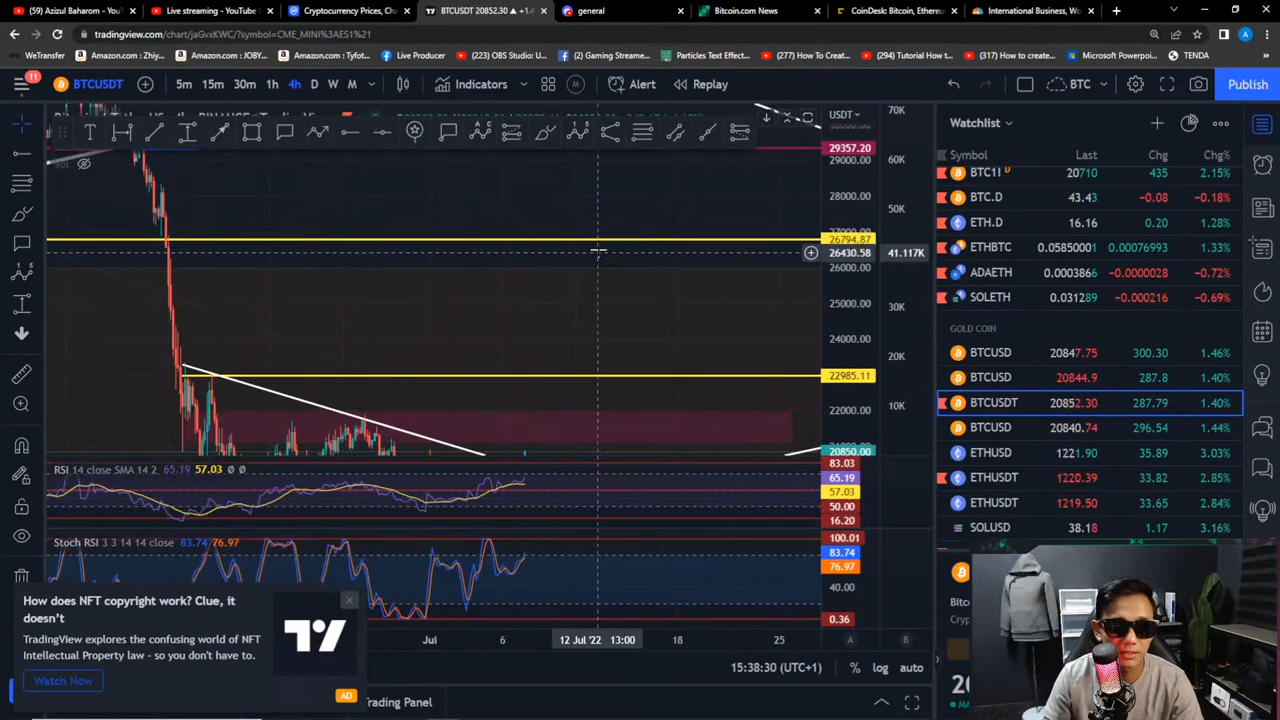 (59) Azizul Baharom - YouT
Live streaming - YouTube S
Cryptocurrency Prices, Cha
BTCUSDT 20852.30 ▲ +1.4
general
Bitcoin.com News
CoinDesk: Bitcoin, Ethereu
International Business, Wo
tradingview.com/chart/jaGvxKWC/?symbol=CME_MINI%3AES1%21
WeTransfer
Amazon.com : Zhiy...
Amazon.com: JOBY...
Amazon.com: Tyfot...
Live Producer
(223) OBS Studio: U...
(2) Gaming Stream...
Particles Text Effect...
(277) How To Creat...
(294) Tutorial How t...
(317) How to creat...
Microsoft Powerpoi...
TENDA
11
BTCUSDT
5m
15m
30m
1h
4h
D
W
M
Indicators
Alert
Replay
BTC
Publish
USDT
70K
29357.20
29000.00
60K
28000.00
50K
27000.00
26794.87
26430.58
41.117K
26000.00
25000.00
30K
24000.00
20K
22985.11
22000.00
10K
20850.00
RSI 14 close SMA 14 2 65.19 57.03 Ø Ø
83.03
65.19
57.03
50.00
16.20
Stoch RSI 3 3 14 14 close 83.74 76.97
100.01
83.74
76.97
40.00
0.36
Jul
6
12 Jul '22 13:00
18
25
A
B
15:38:30 (UTC+1)
%
log
auto
Trading Panel
How does NFT copyright work? Clue, it
doesn't
TradingView explores the confusing world of NFT
Intellectual Property law - so you don't have to.
Watch Now
AD
Watchlist
Symbol
Last
Chg
Chg%
BTC1! D
20710
435
2.15%
BTC.D
43.43
−0.08
−0.18%
ETH.D
16.16
0.20
1.28%
ETHBTC
0.0585000
0.00076993
1.33%
ADAETH
0.0003866
−0.0000028
−0.72%
SOLETH
0.031289
−0.000216
−0.69%
GOLD COIN
BTCUSD
20847.75
300.30
1.46%
BTCUSD
20844.9
287.8
1.40%
BTCUSDT
20852.30
287.79
1.40%
BTCUSD
20840.74
296.54
1.44%
ETHUSD
1221.90
35.89
3.03%
ETHUSDT
1220.39
33.82
2.85%
ETHUSDT
1219.50
33.65
2.84%
SOLUSD
38.18
1.17
3.16%